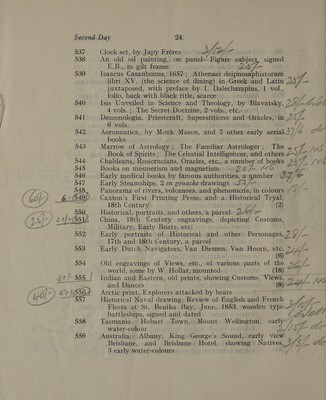 Second Day 24
537 Clock set, by Japy Frères
538 An old oil painting, on panel Figure subject, signed
E.B., in gilt frame 25/-
539 Isaacus Casaubonus, 1657; Athenaei deipnosaphistoram
libri XV. (the science of dining) in Greek and Latin
juxtaposed, with preface by I. Dalechampius, 1 vol.,
folio, back with black title, scarce
540 Isis Unveiled in Science and Theology, by Blavatsky,
4 vols.; The Secret Doctrine, 2 vols., etc.
541 Demonologia, Priestcraft, Superstitions and Oracles, in
6 vols.
542 Aeronautics, by Monk Mason, and 7 other early aerial
books
543 Marrow of Astrology; The Familiar Astrologer; The
Book of Spirits; The Celestial Intelligencer, and others
544 Chaldeans, Rosicrucians, Oracles, etc., a number of books
545 Books on mesmerism and magnetism
546 Early medical books by famous authorities, a number
547 Early Steamships, 2 en gouache drawings
548 Panorama of rivers, volcanoes, and phenomena, in colours
549 Caxton's First Printing Press, and a Historical Tryal,
18th Century (2)
550 Historical, portraits, and others, a parcel
551 China, 18th Century engravings, depicting Customs,
Military, Early Boats, etc.
552 Early portraits of Historical and other Personages,
17th and 18th Century, a parcel
553 Early Dutch Navigators, Van Diemen, Van Hoorn, etc.
(6)
554 Old engravings of Views, etc., of various parts of the
world, some by W. Hollar, mounted (18)
555 Indian and Eastern, old prints, showing Customs, Views,
and Dances (8)
556 Arctic print, Explorers attacked by bears
557 Historical Naval drawing, Review of English and French
Fleets at St. Benika Bay, June, 1853, wooden type
battleships, signed and dated
558 Tasmania, Hobart Town, Mount Wellington, early
water-colour
559 Australia: Albany, King George's Sound, early view
Brisbane, and Brisbane Hotel, showing Natives,
3 early water-colours